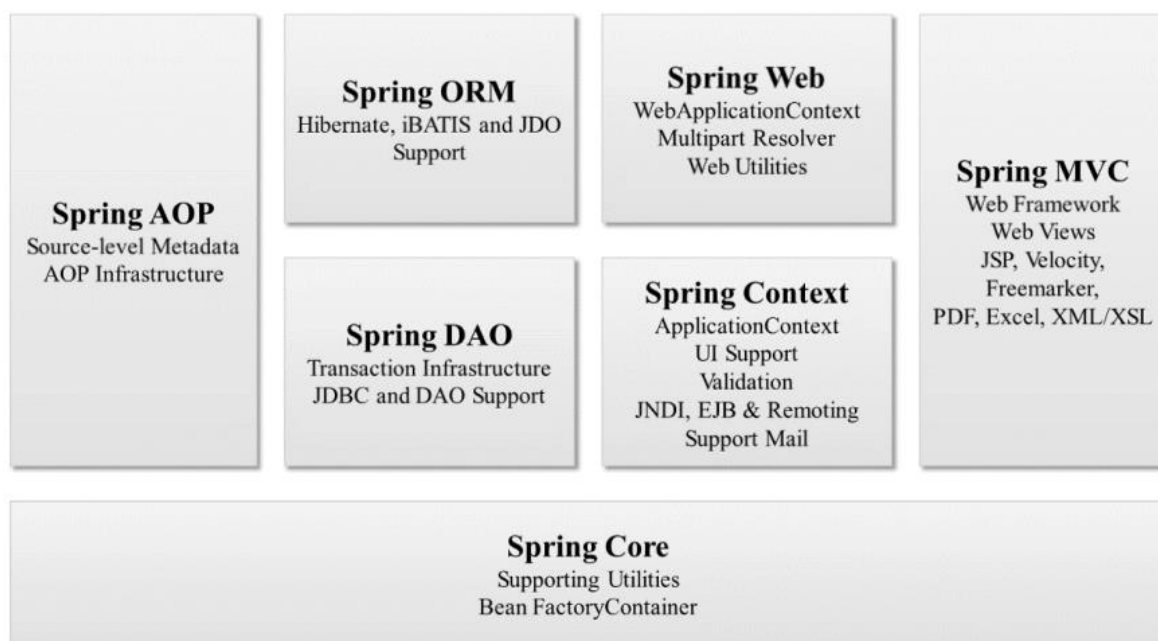 Spring AOP
Source-level Metadata
AOP Infrastructure
Spring ORM
Hibernate, iBATIS and JDO
Support
Spring Web
WebApplicationContext
Multipart Resolver
Web Utilities
Spring DAO
Transaction Infrastructure
JDBC and DAO Support
Spring Context
ApplicationContext
UI Support
Validation
JNDI, EJB & Remoting
Support Mail
Spring MVC
Web Framework
Web Views
JSP, Velocity,
Freemarker,
PDF, Excel, XML/XSL
Spring Core
Supporting Utilities
Bean FactoryContainer